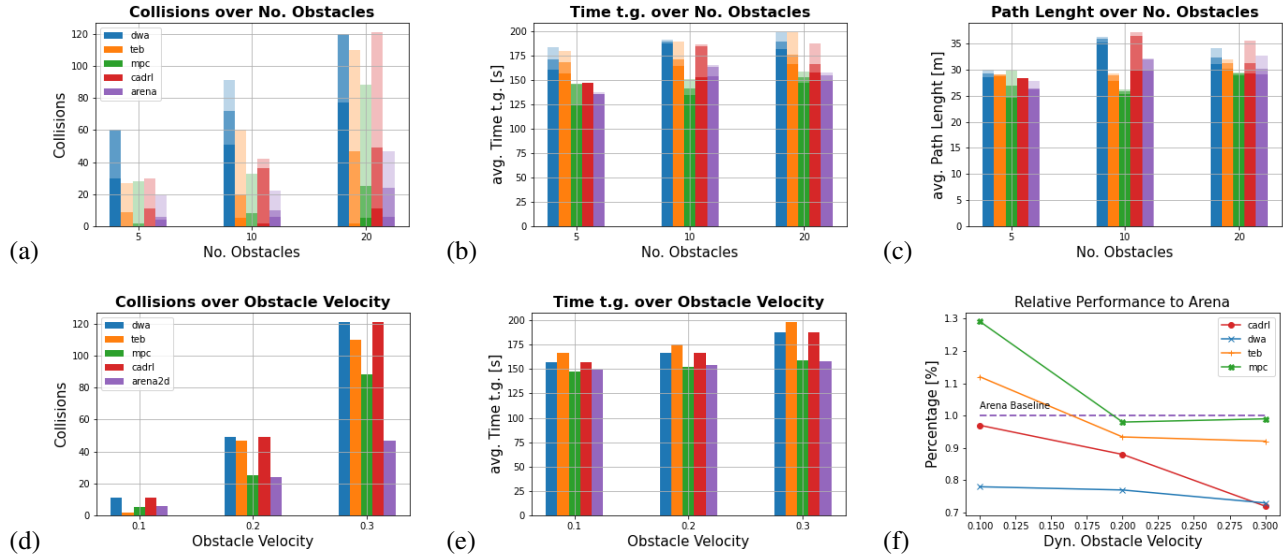 Collisions over No. Obstacles
120
100
80
60
40
20
0
Collisions
dwa
teb
mpc
cadrl
arena
5
10
20
No. Obstacles
(a)
Time t.g. over No. Obstacles
200
175
150
125
100
75
50
25
0
avg. Time t.g. [s]
5
10
20
No. Obstacles
(b)
Path Lenght over No. Obstacles
35
30
25
20
15
10
5
0
avg. Path Lenght [m]
5
10
20
No. Obstacles
(c)
Collisions over Obstacle Velocity
120
100
80
60
40
20
0
Collisions
dwa
teb
mpc
cadrl
arena2d
0.1
0.2
0.3
Obstacle Velocity
(d)
Time t.g. over Obstacle Velocity
200
175
150
125
100
75
50
25
0
avg. Time t.g. [s]
0.1
0.2
0.3
Obstacle Velocity
(e)
Relative Performance to Arena
1.3
1.2
1.1
1.0
0.9
0.8
0.7
Percentage [%]
cadrl
dwa
teb
mpc
Arena Baseline
0.100 0.125 0.150 0.175 0.200 0.225 0.250 0.275 0.300
Dyn. Obstacle Velocity
(f)